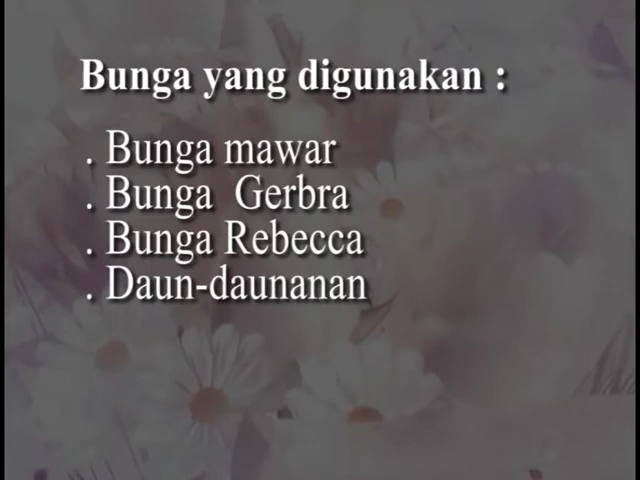 Bunga yang digunakan :
. Bunga mawar
. Bunga Gerbra
. Bunga Rebecca
. Daun-daunanan